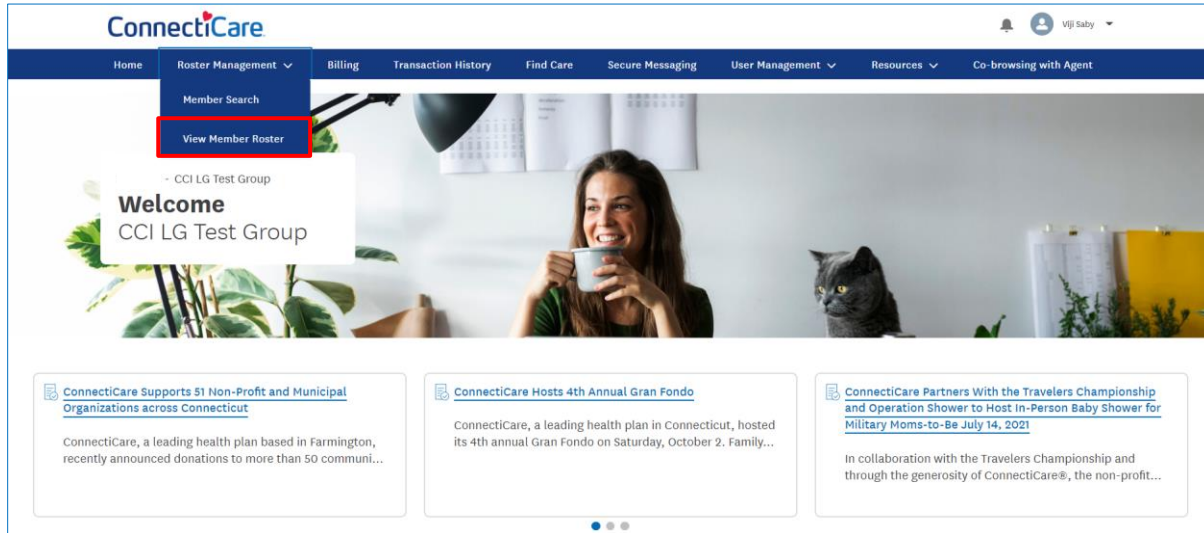 ConnectiCare
Viji Saby
Home Roster Management Billing Transaction History Find Care Secure Messaging User Management Resources Co-browsing with Agent
Member Search
View Member Roster
- CCI LG Test Group
Welcome
CCI LG Test Group
ConnectiCare Supports 51 Non-Profit and Municipal
Organizations across Connecticut
ConnectiCare, a leading health plan based in Farmington,
recently announced donations to more than 50 communi...
ConnectiCare Hosts 4th Annual Gran Fondo
ConnectiCare, a leading health plan in Connecticut, hosted
its 4th annual Gran Fondo on Saturday, October 2. Family...
ConnectiCare Partners With the Travelers Championship
and Operation Shower to Host In-Person Baby Shower for
Military Moms-to-Be July 14, 2021
In collaboration with the Travelers Championship and
through the generosity of ConnectiCare®, the non-profit...